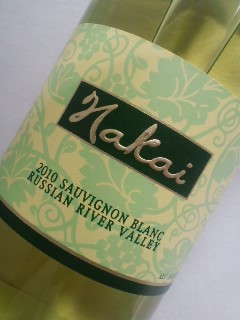 Nakai
2010 SAUVIGNON BLANC
RUSSIAN RIVER VALLEY